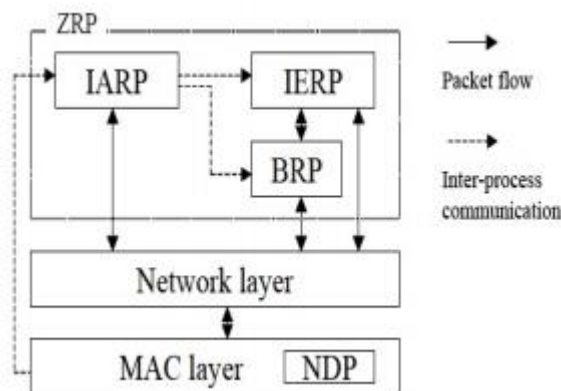 ZRP
IARP
IERP
BRP
Packet flow
Inter-process
communication
Network layer
MAC layer
NDP